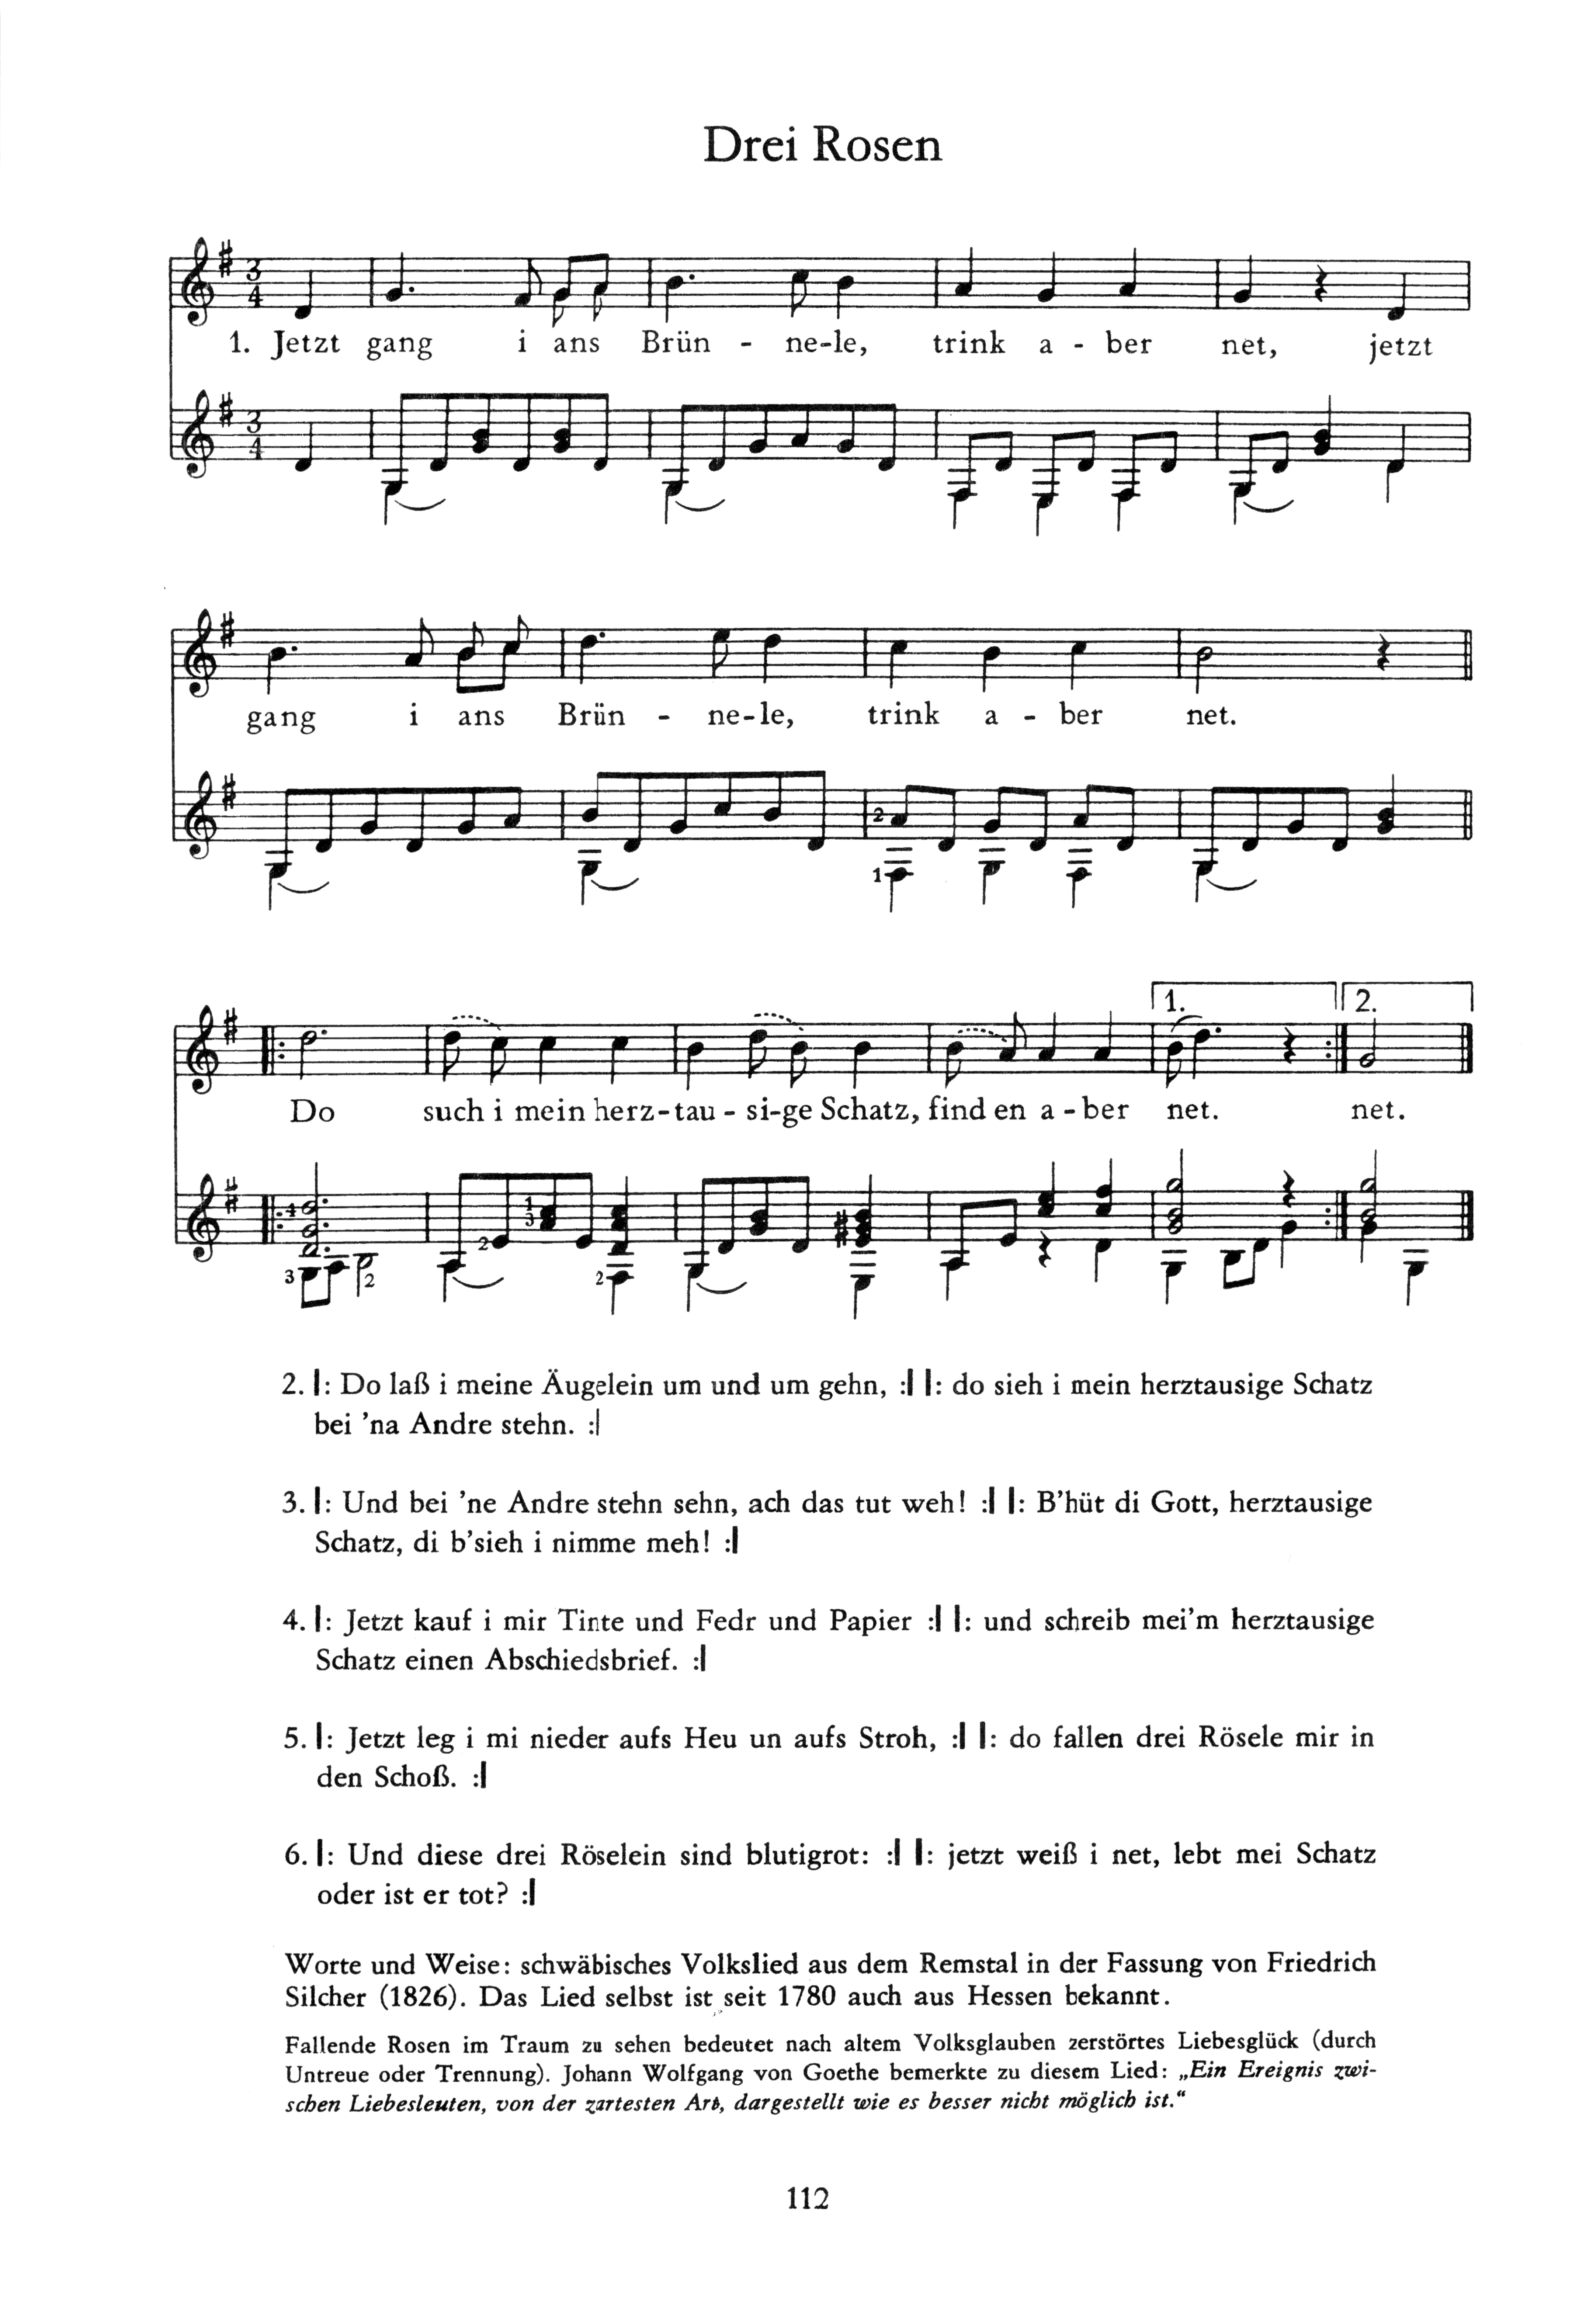 Drei Rosen
1. Jetzt gang i ans Brün - ne-le, trink a - ber net, jetzt
gang i ans Brün - ne-le, trink a - ber net.
1. 2.
Do such i mein herz-tau - si-ge Schatz, find en a - ber net. net.
2. |: Do laß i meine Äugelein um und um gehn, :| |: do sieh i mein herztausige Schatz
bei ’na Andre stehn. :|
3. |: Und bei ’ne Andre stehn sehn, ach das tut weh! :| |: B’hüt di Gott, herztausige
Schatz, di b’sieh i nimme meh! :|
4. |: Jetzt kauf i mir Tinte und Fedr und Papier :| |: und schreib mei’m herztausige
Schatz einen Abschiedsbrief. :|
5. |: Jetzt leg i mi nieder aufs Heu un aufs Stroh, :| |: do fallen drei Rösele mir in
den Schoß. :|
6. |: Und diese drei Röselein sind blutigrot: :| |: jetzt weiß i net, lebt mei Schatz
oder ist er tot? :|
Worte und Weise: schwäbisches Volkslied aus dem Remstal in der Fassung von Friedrich
Silcher (1826). Das Lied selbst ist seit 1780 auch aus Hessen bekannt.
Fallende Rosen im Traum zu sehen bedeutet nach altem Volksglauben zerstörtes Liebesglück (durch
Untreue oder Trennung). Johann Wolfgang von Goethe bemerkte zu diesem Lied: „Ein Ereignis zwi-
schen Liebesleuten, von der zartesten Art, dargestellt wie es besser nicht möglich ist.“
112